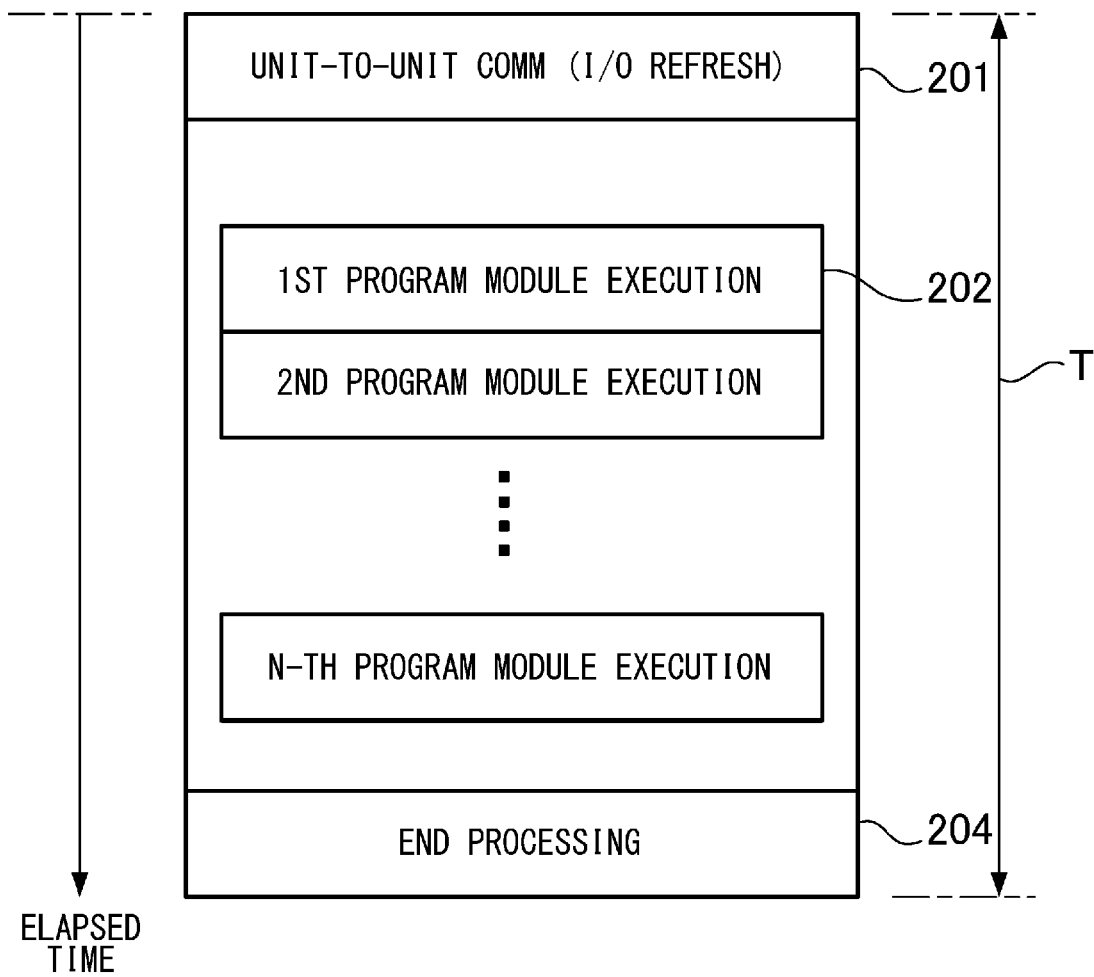 UNIT-TO-UNIT COMM (I/O REFRESH)
201
1ST PROGRAM MODULE EXECUTION
202
2ND PROGRAM MODULE EXECUTION
T
N-TH PROGRAM MODULE EXECUTION
END PROCESSING
204
ELAPSED
TIME